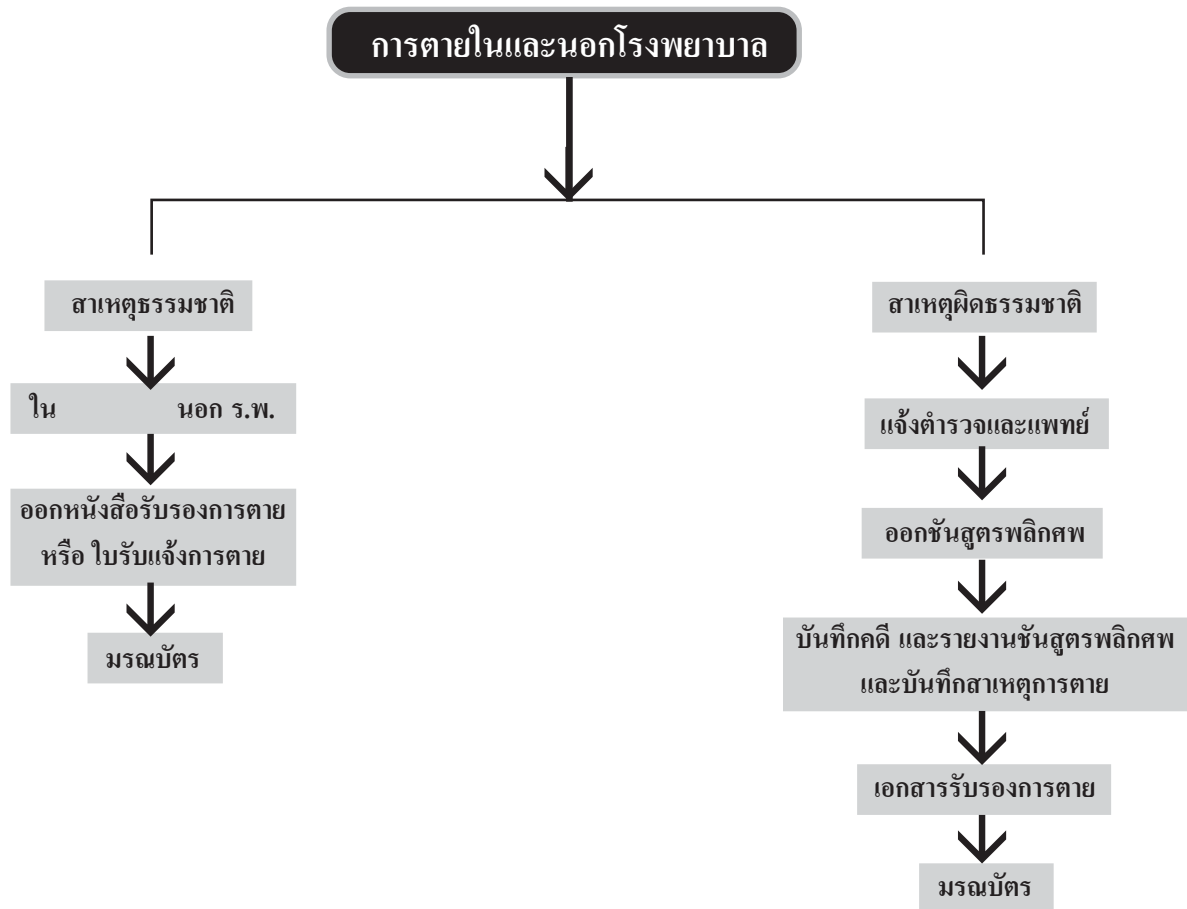 การตายในและนอกโรงพยาบาล
สาเหตุธรรมชาติ
ใน นอก ร.พ.
ออกหนังสือรับรองการตาย
หรือ ใบรับแจ้งการตาย
มรณบัตร
สาเหตุผิดธรรมชาติ
แจ้งตำรวจและแพทย์
ออกชันสูตรพลิกศพ
บันทึกคดี และรายงานชันสูตรพลิกศพ
และบันทึกสาเหตุการตาย
เอกสารรับรองการตาย
มรณบัตร